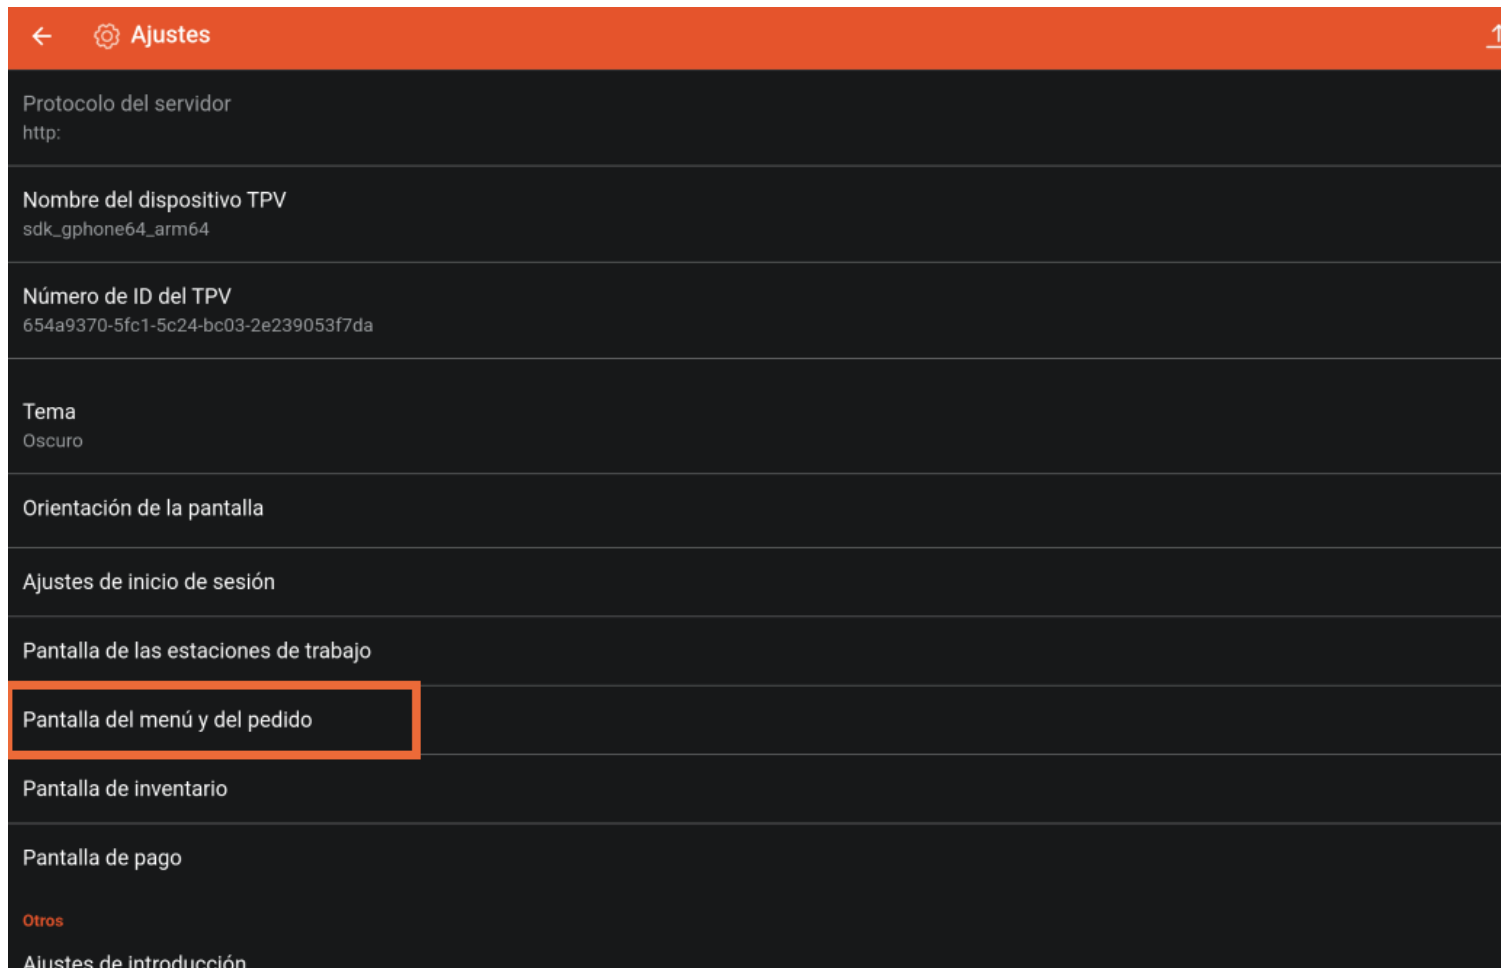 Ajustes
Protocolo del servidor
http:
Nombre del dispositivo TPV
sdk_gphone64_arm64
Número de ID del TPV
654a9370-5fc1-5c24-bc03-2e239053f7da
Tema
Oscuro
Orientación de la pantalla
Ajustes de inicio de sesión
Pantalla de las estaciones de trabajo
Pantalla del menú y del pedido
Pantalla de inventario
Pantalla de pago
Otros
Ajustes de introducción